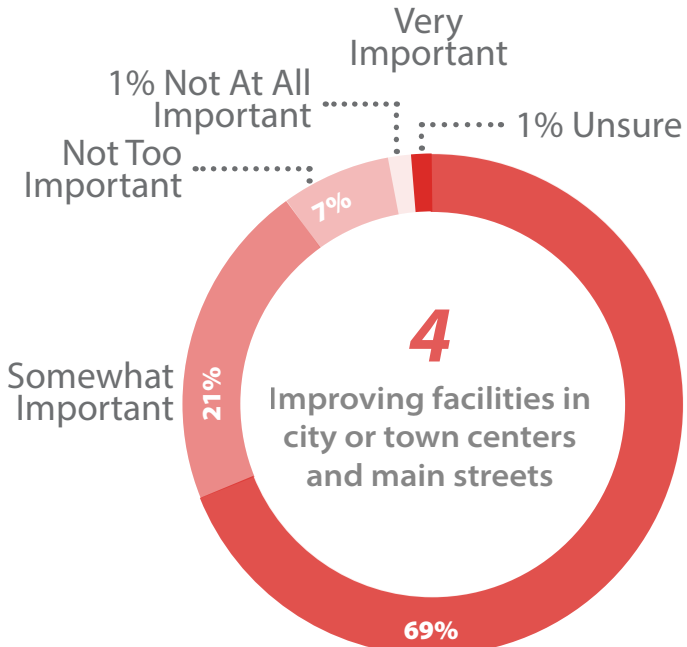 Very
Important
1% Not At All
Important
1% Unsure
Not Too
Important
7%
Somewhat
Important
21%
4
Improving facilities in
city or town centers
and main streets
69%